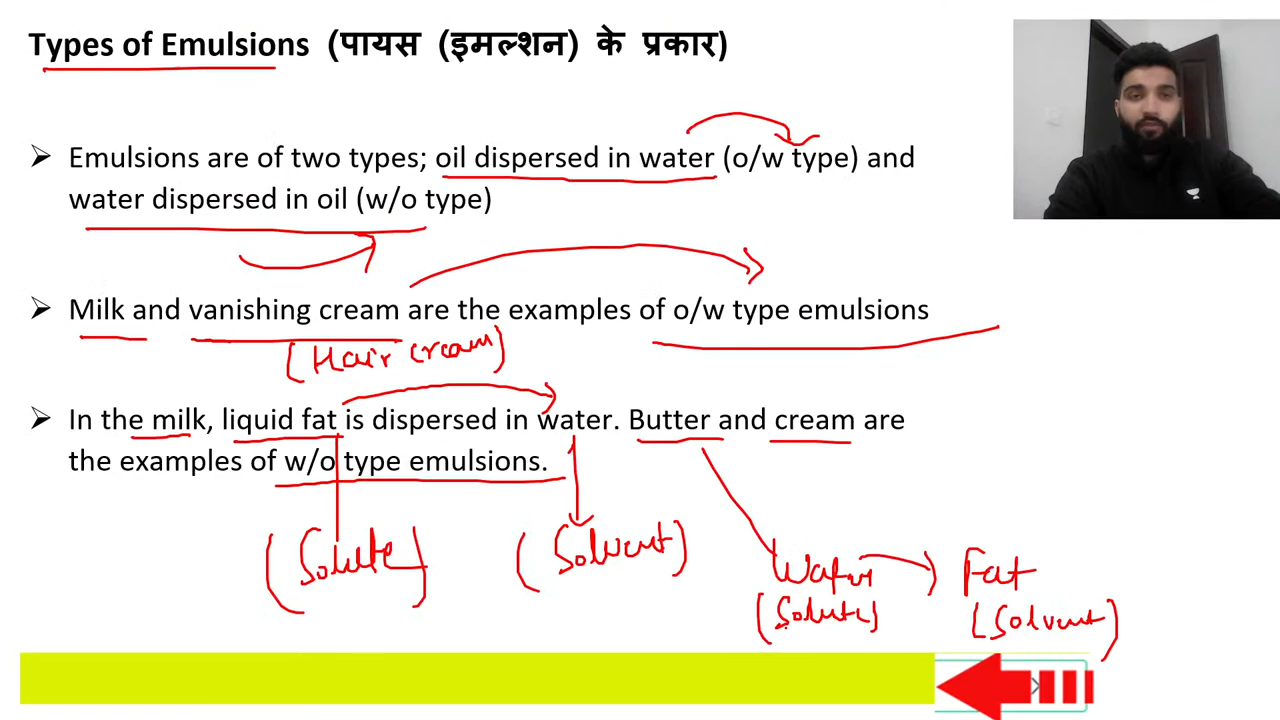 Types of Emulsions (पायस (इमल्शन) के प्रकार)
Emulsions are of two types; oil dispersed in water (o/w type) and
water dispersed in oil (w/o type)
Milk and vanishing cream are the examples of o/w type emulsions
(Hair cream)
In the milk, liquid fat is dispersed in water. Butter and cream are
the examples of w/o type emulsions.
(Solute) (Solvent)
Water Fat
(Solute) (Solvent)